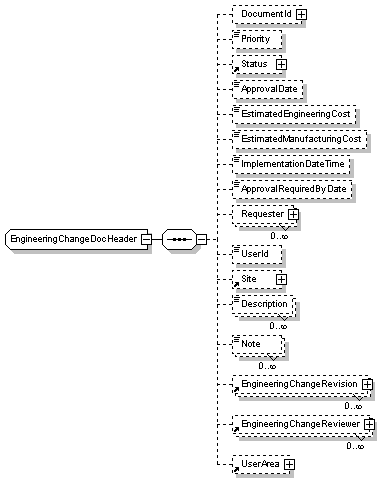 DocumentId
Priority
Status
ApprovalDate
EstimatedEngineeringCost
EstimatedManufacturingCost
ImplementationDateTime
ApprovalRequiredByDate
Requester
0..∞
EngineeringChangeDocHeader
UserId
Site
Description
0..∞
Note
0..∞
EngineeringChangeRevision
0..∞
EngineeringChangeReviewer
0..∞
UserArea